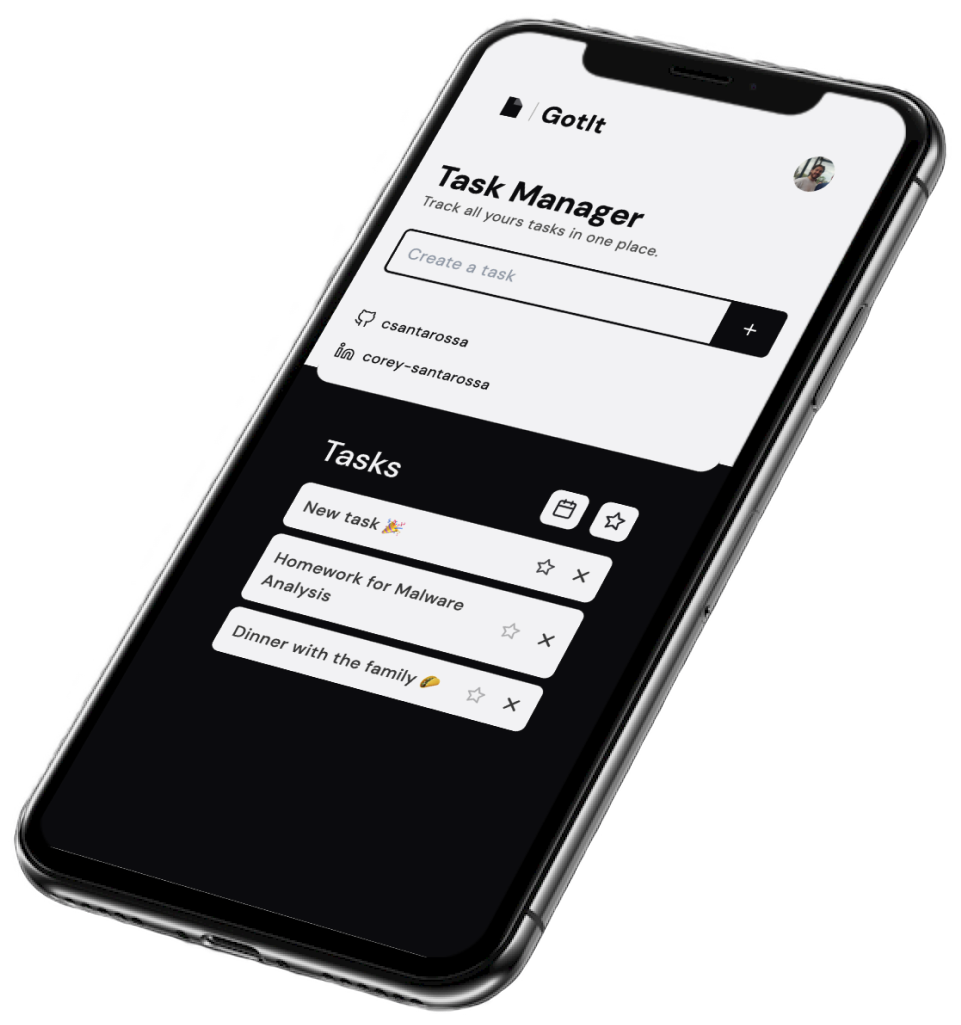 GotIt
Task Manager
Track all yours tasks in one place.
Create a task
+
csantarossa
corey-santarossa
Tasks
New task 🎉
Homework for Malware
Analysis
Dinner with the family 🌮